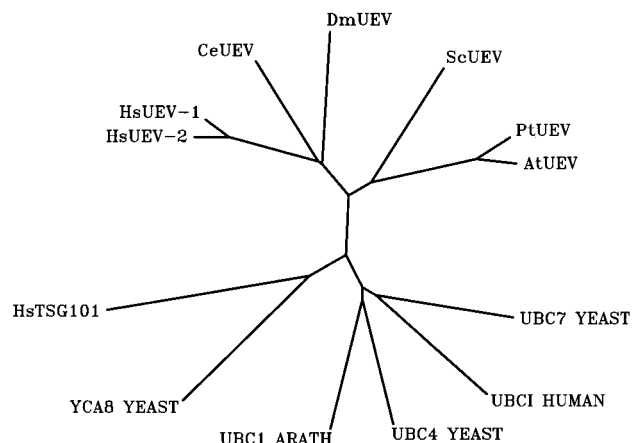 DmUEV
CeUEV
ScUEV
HsUEV-1
HsUEV-2
PtUEV
AtUEV
HsTSG101
UBC7 YEAST
YCA8 YEAST
UBCI HUMAN
UBC1 ARATH
UBC4 YEAST